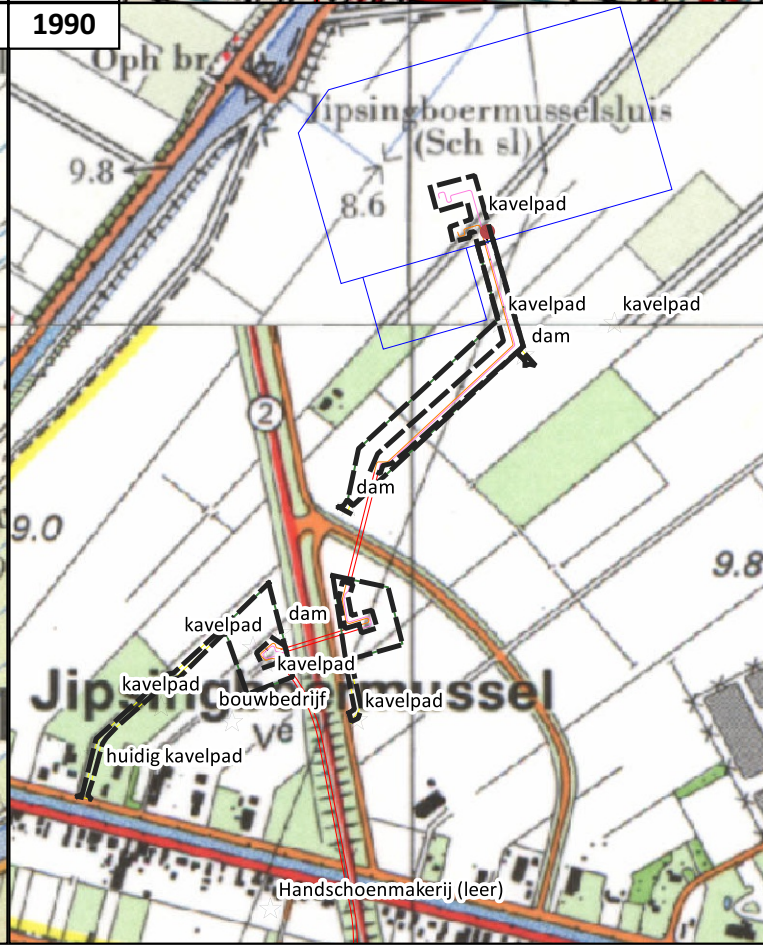 1990
Oph br.
Jipsingboermusselsluis
(Sch sl)
9.8
8.6
kavelpad
kavelpad
kavelpad
dam
2
dam
9.0
9.8
kavelpad
dam
kavelpad
kavelpad
Jipsingboermussel
bouwbedrijf
kavelpad
Ve
huidig kavelpad
Handschoenmakerij (leer)